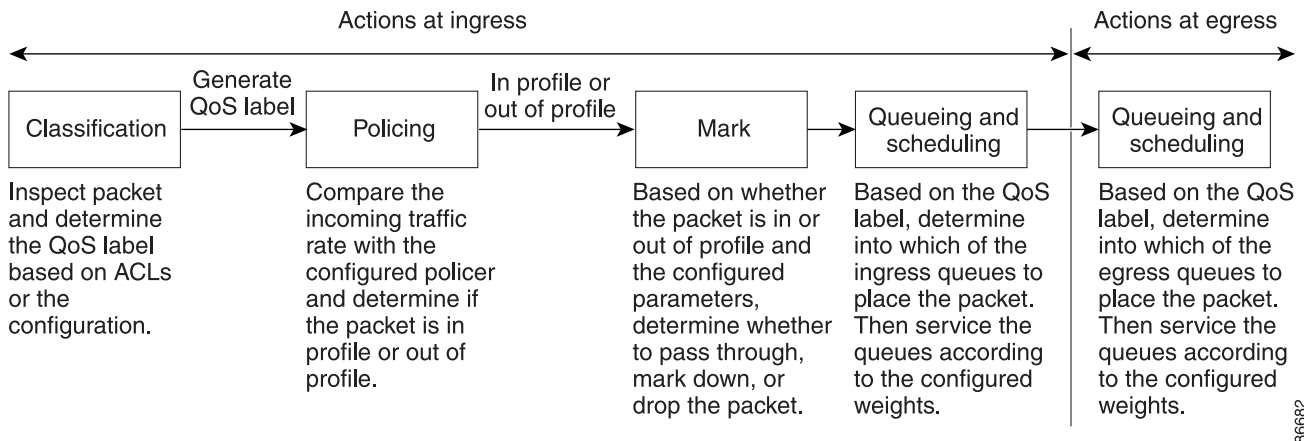 Actions at ingress
Actions at egress
Generate
QoS label
In profile or
out of profile
Classification
Policing
Mark
Queueing and
scheduling
Queueing and
scheduling
Inspect packet
and determine
the QoS label
based on ACLs
or the
configuration.
Compare the
incoming traffic
rate with the
configured policer
and determine if
the packet is in
profile or out of
profile.
Based on whether
the packet is in or
out of profile and
the configured
parameters,
determine whether
to pass through,
mark down, or
drop the packet.
Based on the QoS
label, determine
into which of the
ingress queues to
place the packet.
Then service the
queues according
to the configured
weights.
Based on the QoS
label, determine
into which of the
egress queues to
place the packet.
Then service the
queues according
to the configured
weights.
86682